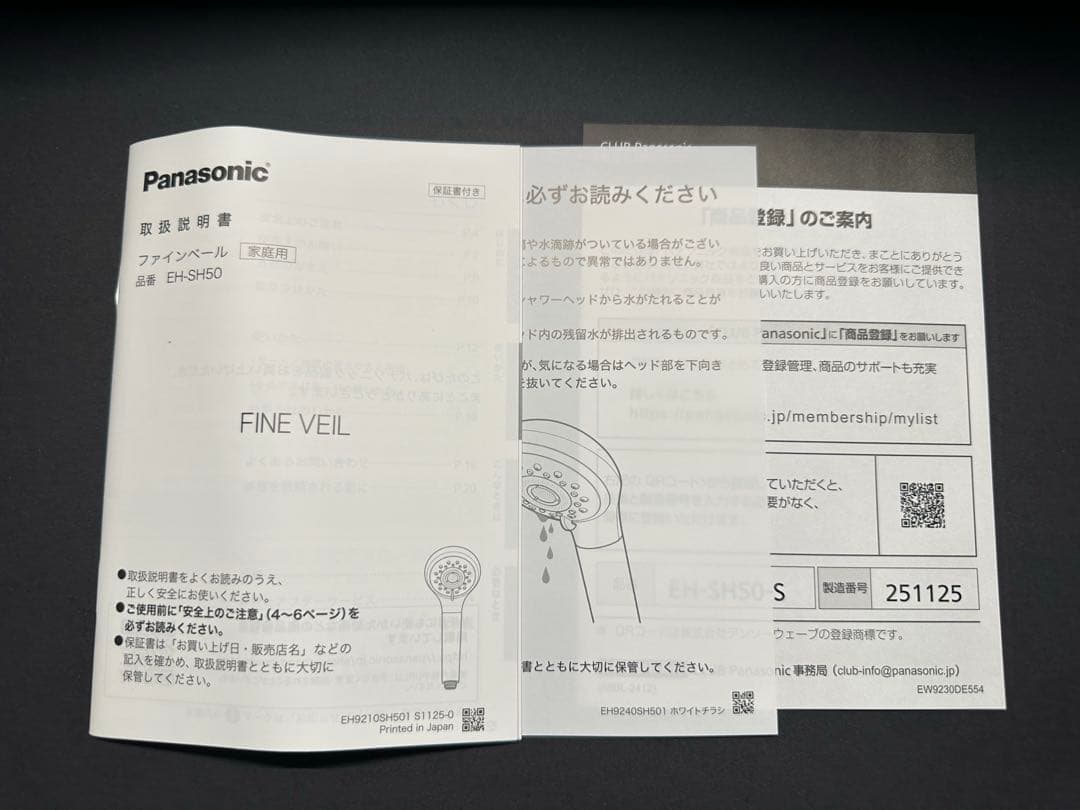 Panasonic®
保証書付き
取扱説明書
ファインベール 家庭用
品番 EH-SH50
FINE VEIL
●取扱説明書をよくお読みのうえ、
正しく安全にお使いください。
●ご使用前に「安全上のご注意」(4～6ページ)を
必ずお読みください。
●保証書は「お買い上げ日・販売店名」などの
記入を確かめ、取扱説明書とともに大切に
保管してください。
EH9210SH501 S1125-0
Printed in Japan
必ずお読みください
や水滴跡がついている場合がござい
よるもので異常ではありません。
シャワーヘッドから水がたれることが
ド内の残留水が排出されるものです。
が、気になる場合はヘッド部を下向き
抜いてください。
書とともに大切に保管してください。
EH9240SH501 ホワイトチラシ
CLUB Panasonic
「商品登録」のご案内
お買い上げいただき、まことにありがとう
良い商品とサービスをお客様にご提供でき
購入の方に商品登録をお願いしています。
いいたします。
anasonic」に「商品登録」をお願いします
登録管理、商品のサポートも充実
.jp/membership/mylist
ていただくと、
要がなく、
EH-SH50-S
製造番号 251125
ウェーブの登録商標です。
Panasonic 事務局 (club-info@panasonic.jp)
EW9230DE554